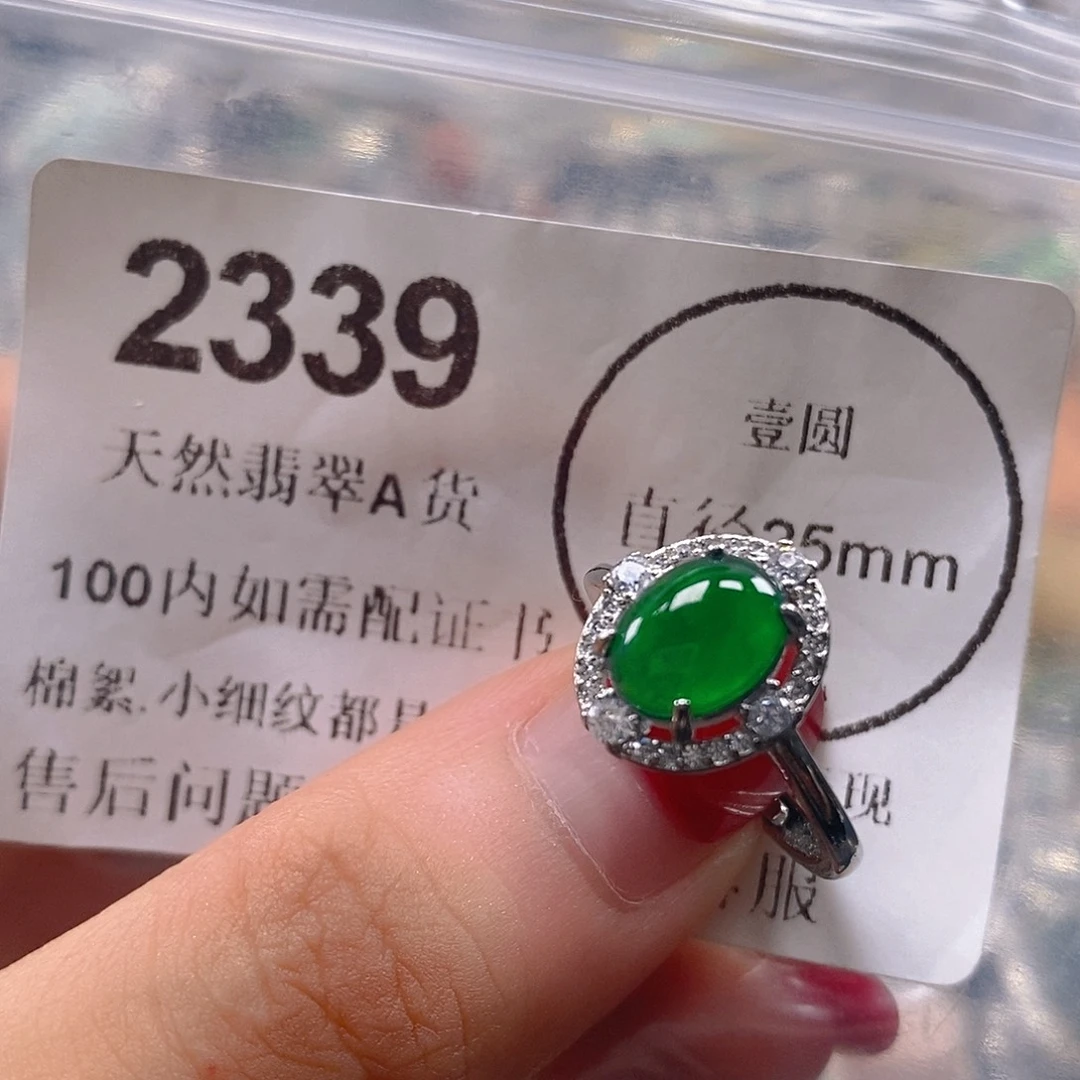 2339
天然翡翠A货
100内如需配证
棉絮.小细纹都
售后问题
壹圆
直径25mm
现
服